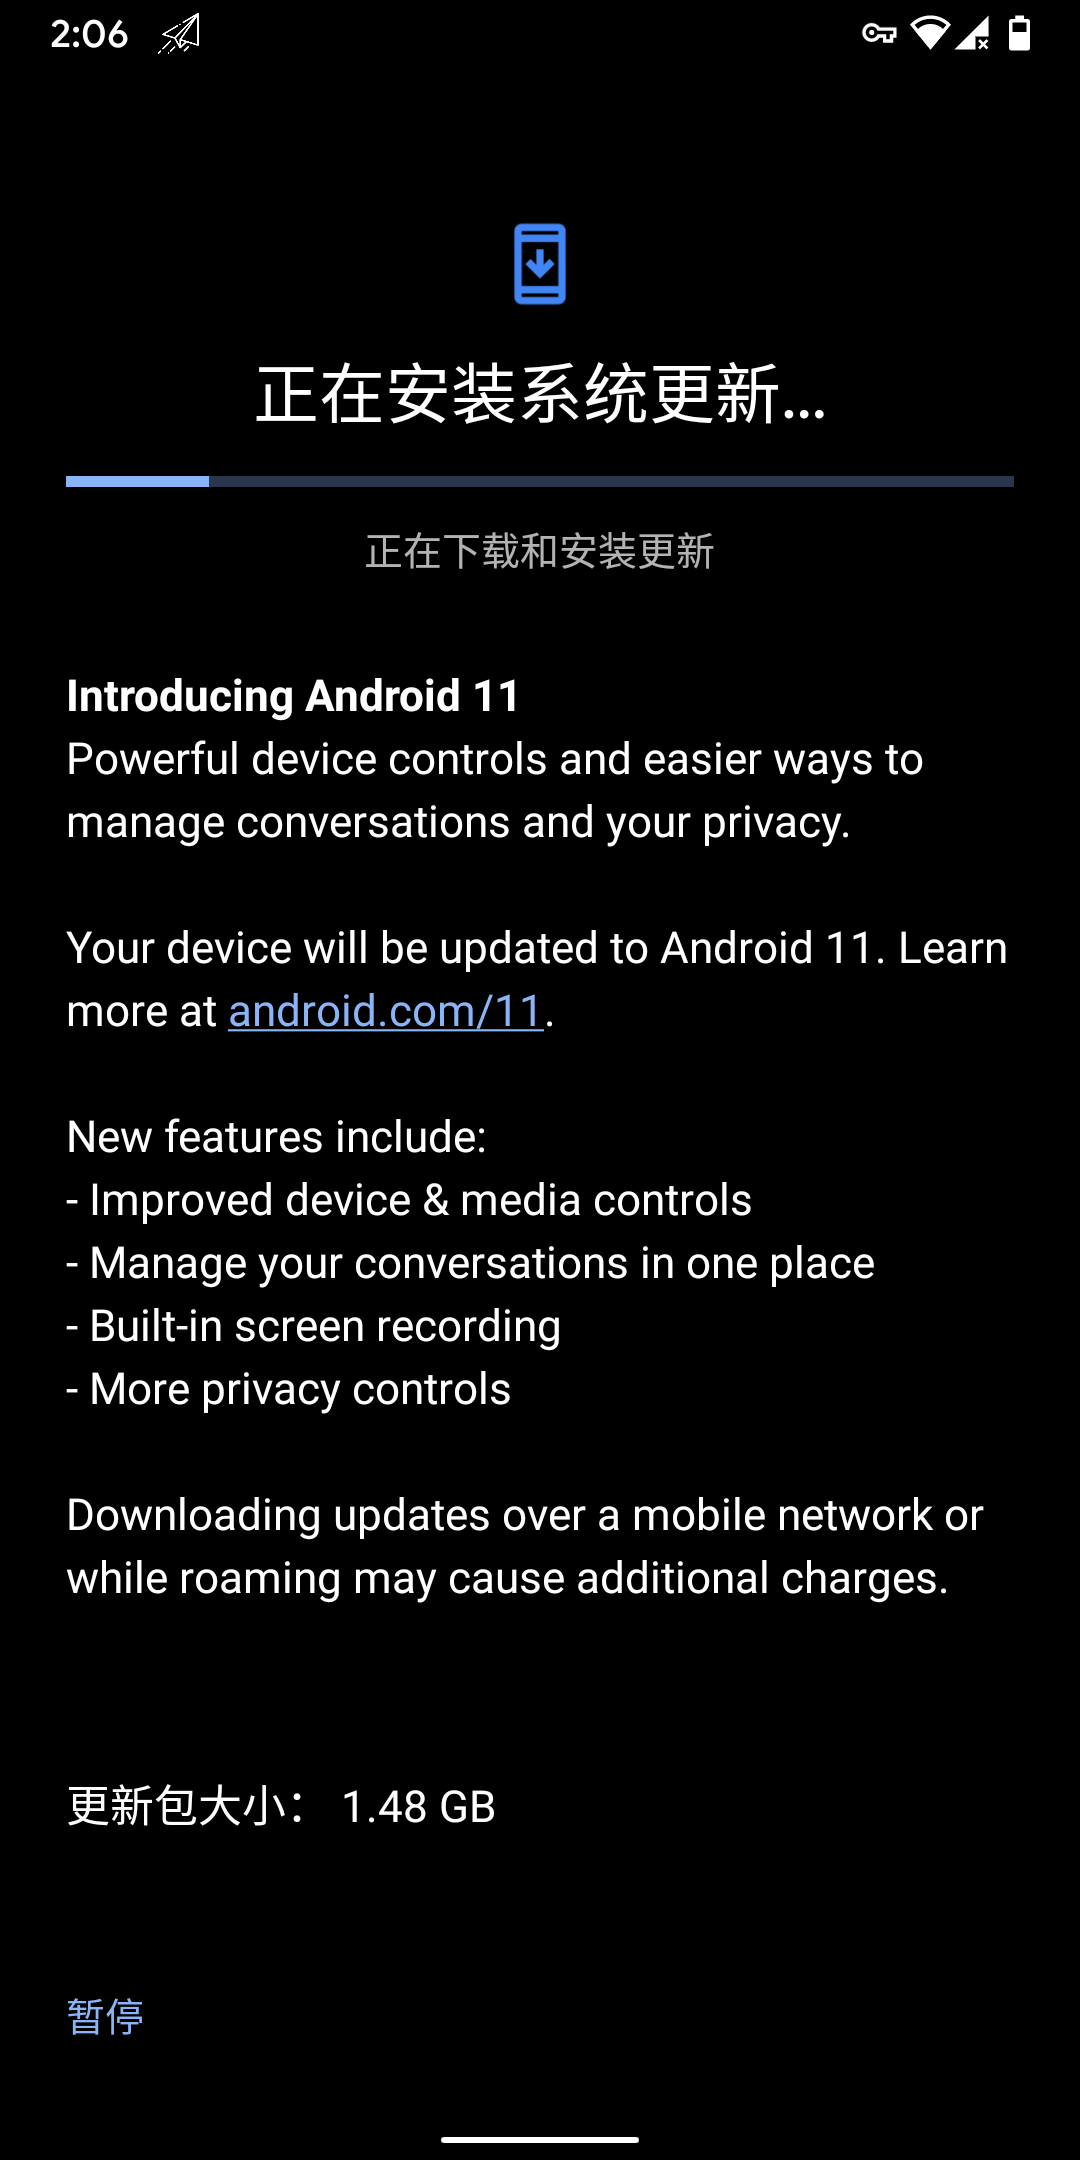 2:06
正在安装系统更新...
正在下载和安装更新
Introducing Android 11
Powerful device controls and easier ways to
manage conversations and your privacy.
Your device will be updated to Android 11. Learn
more at android.com/11.
New features include:
- Improved device & media controls
- Manage your conversations in one place
- Built-in screen recording
- More privacy controls
Downloading updates over a mobile network or
while roaming may cause additional charges.
更新包大小： 1.48 GB
暂停